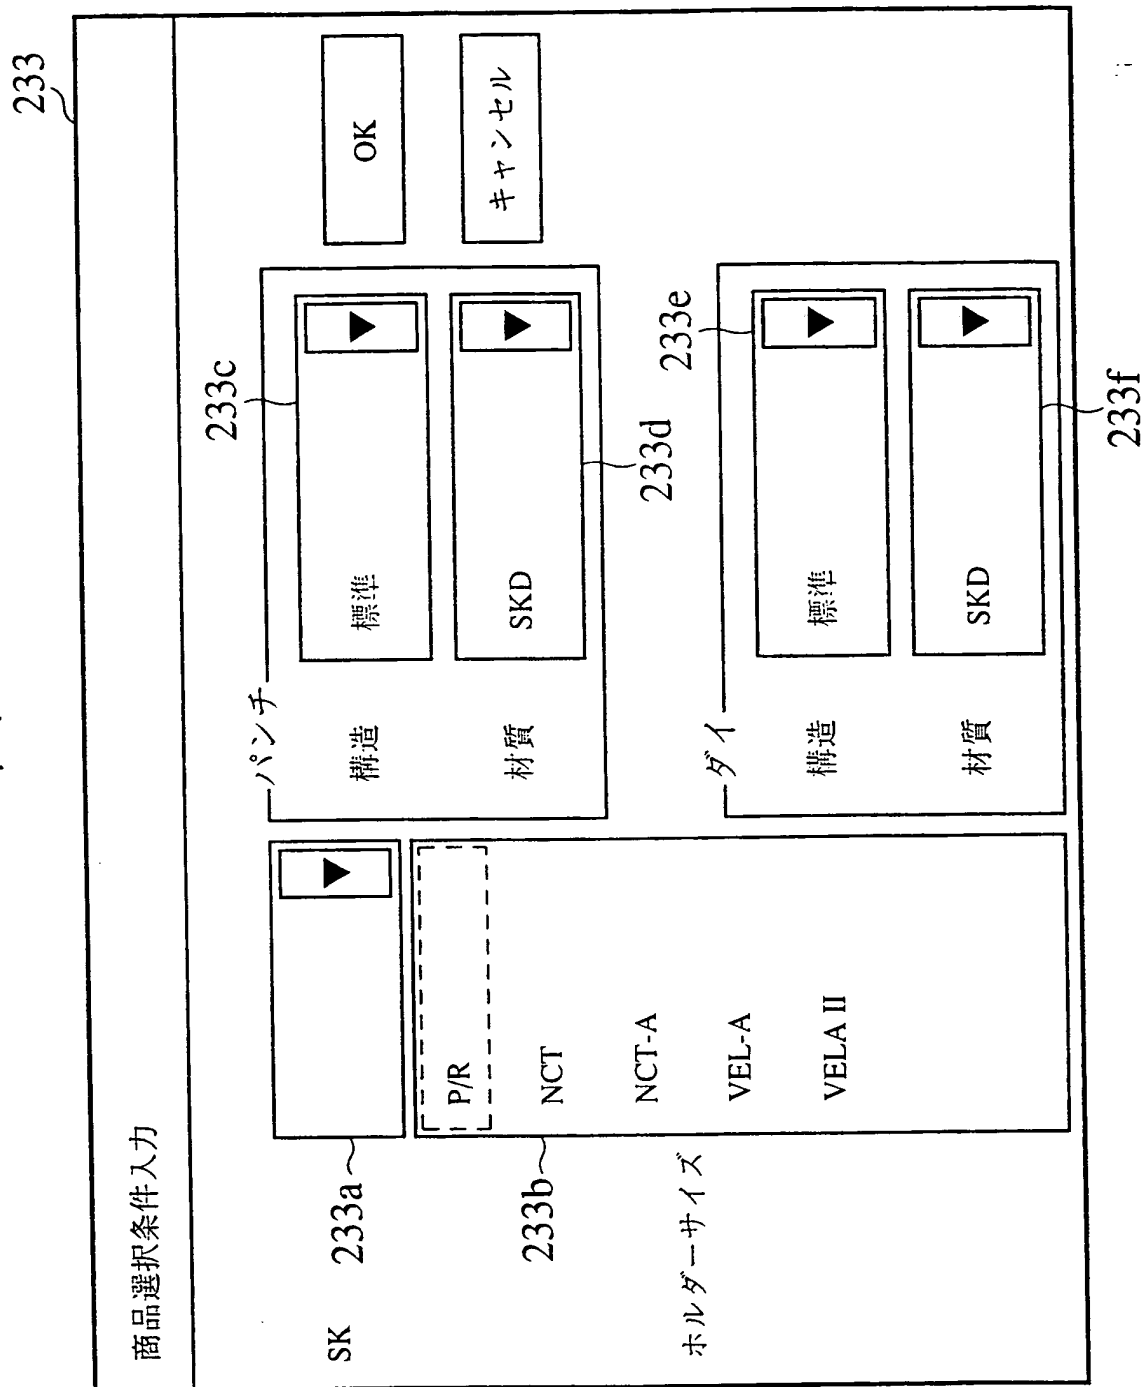 233
商品選択条件入力
SK
233a
ホルダーサイズ
233b
P/R
NCT
NCT-A
VEL-A
VELA II
パンチ
構造
標準
233c
材質
SKD
233d
ダイ
構造
標準
233e
材質
SKD
233f
OK
キャンセル